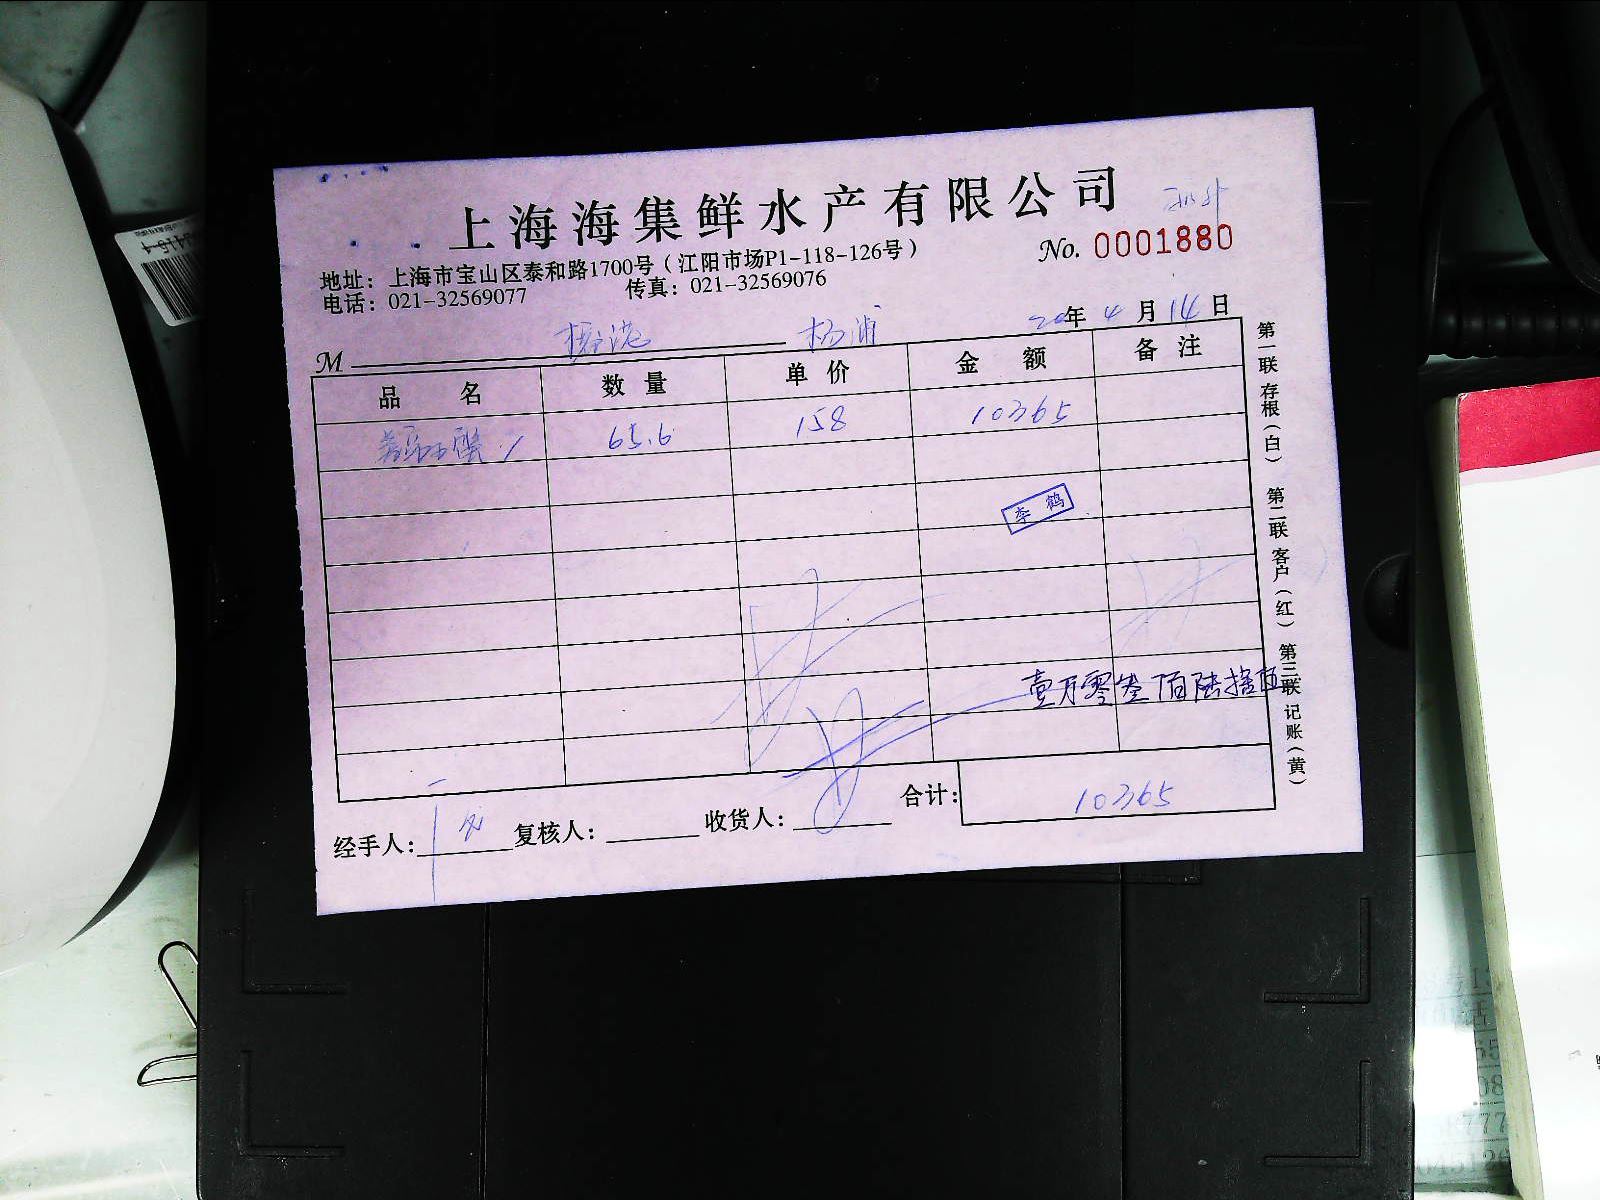 上海海集鲜水产有限公司
No. 0001880
地址：上海市宝山区泰和路1700号（江阳市场P1-118-126号）
电话：021-32569077 传真：021-32569076
20年 4 月 14 日
M 杨浦
品名 数量 单价 金额 备注
65.6 158 10365
李鹤
壹万零叁佰陆拾伍
合计： 10365
经手人： 复核人： 收货人：
第一联 存根（白） 第二联 客户（红） 第三联 记账（黄）